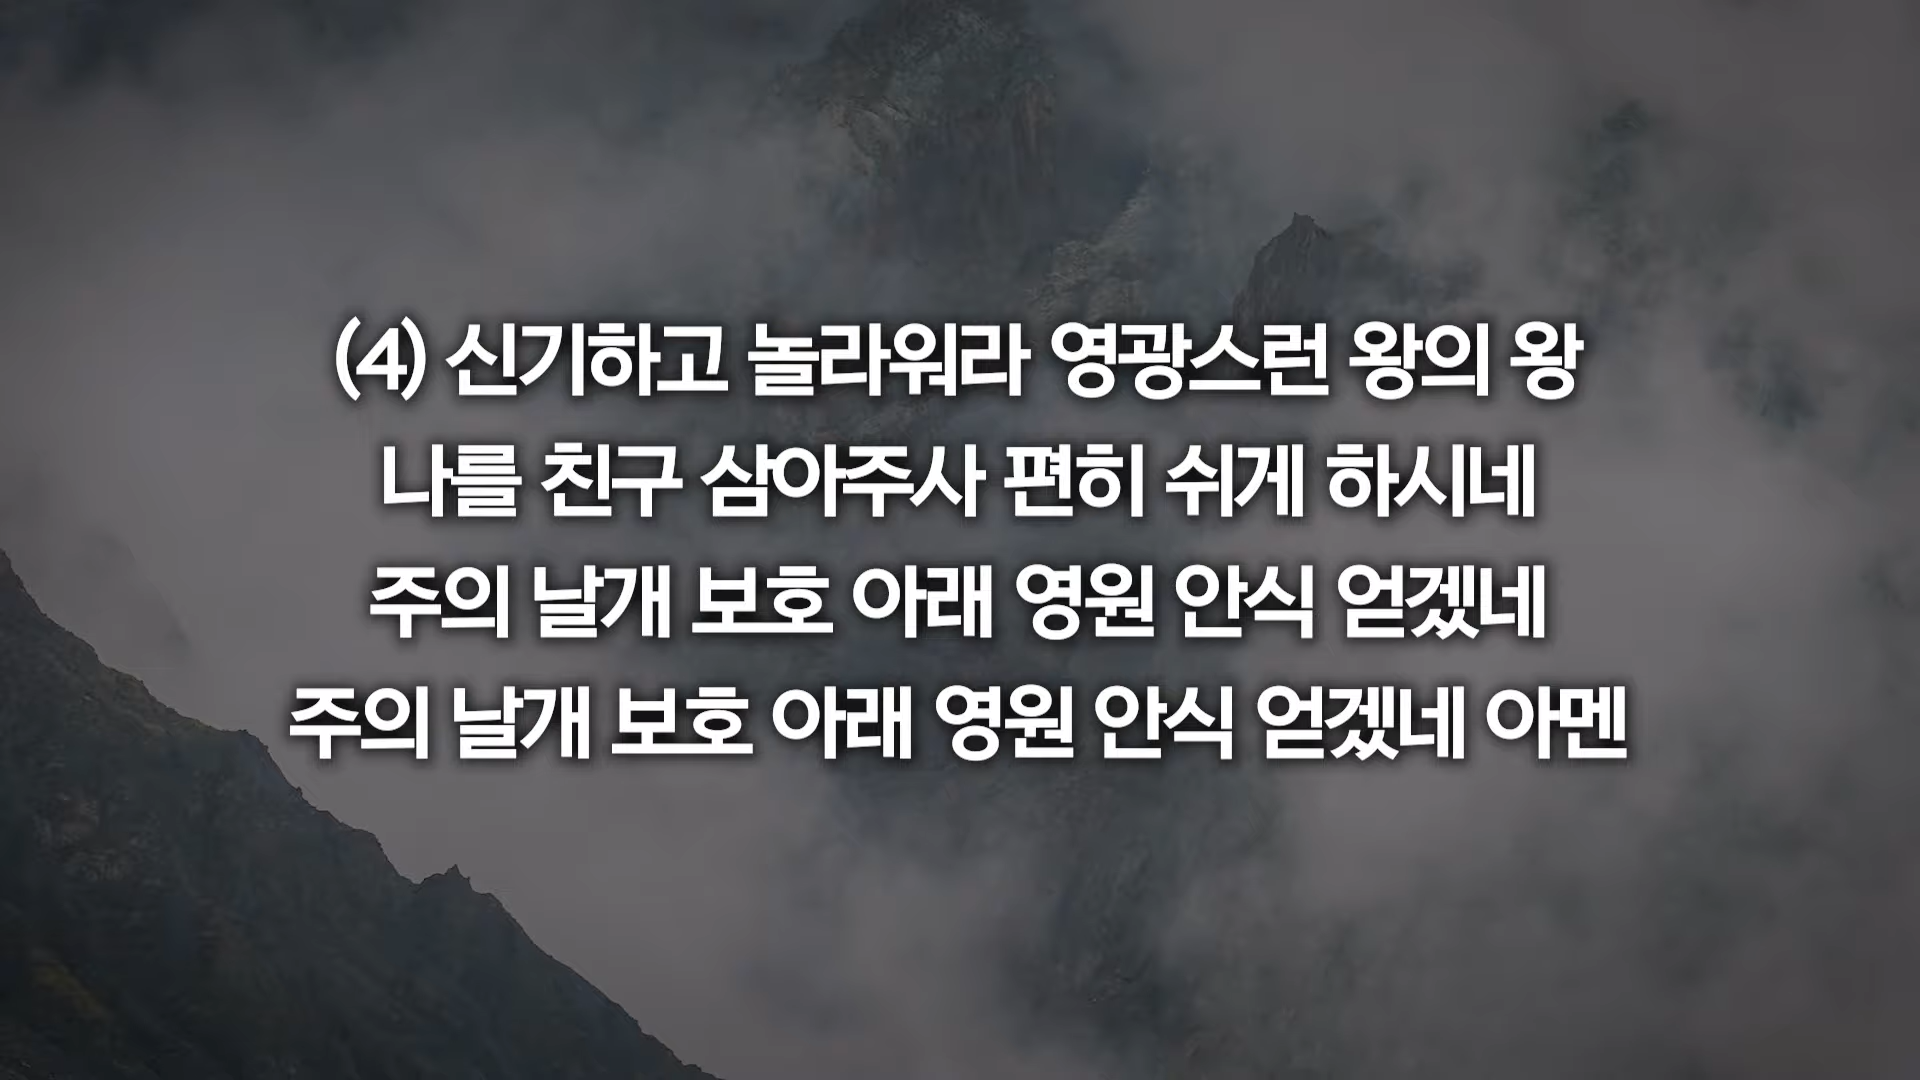 (4) 신기하고 놀라워라 영광스런 왕의 왕
나를 친구 삼아주사 편히 쉬게 하시네
주의 날개 보호 아래 영원 안식 얻겠네
주의 날개 보호 아래 영원 안식 얻겠네 아멘